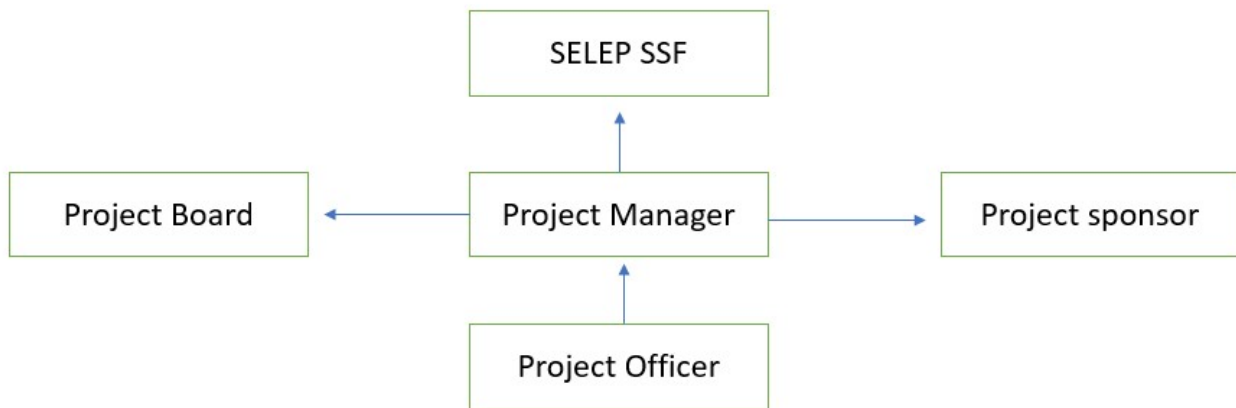 SELEP SSF
Project Board
Project Manager
Project sponsor
Project Officer